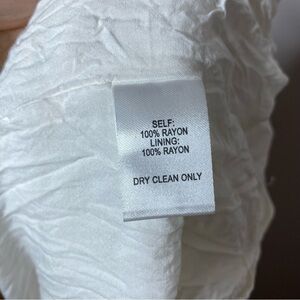 SELF:
100% RAYON
LINING:
100% RAYON
DRY CLEAN ONLY